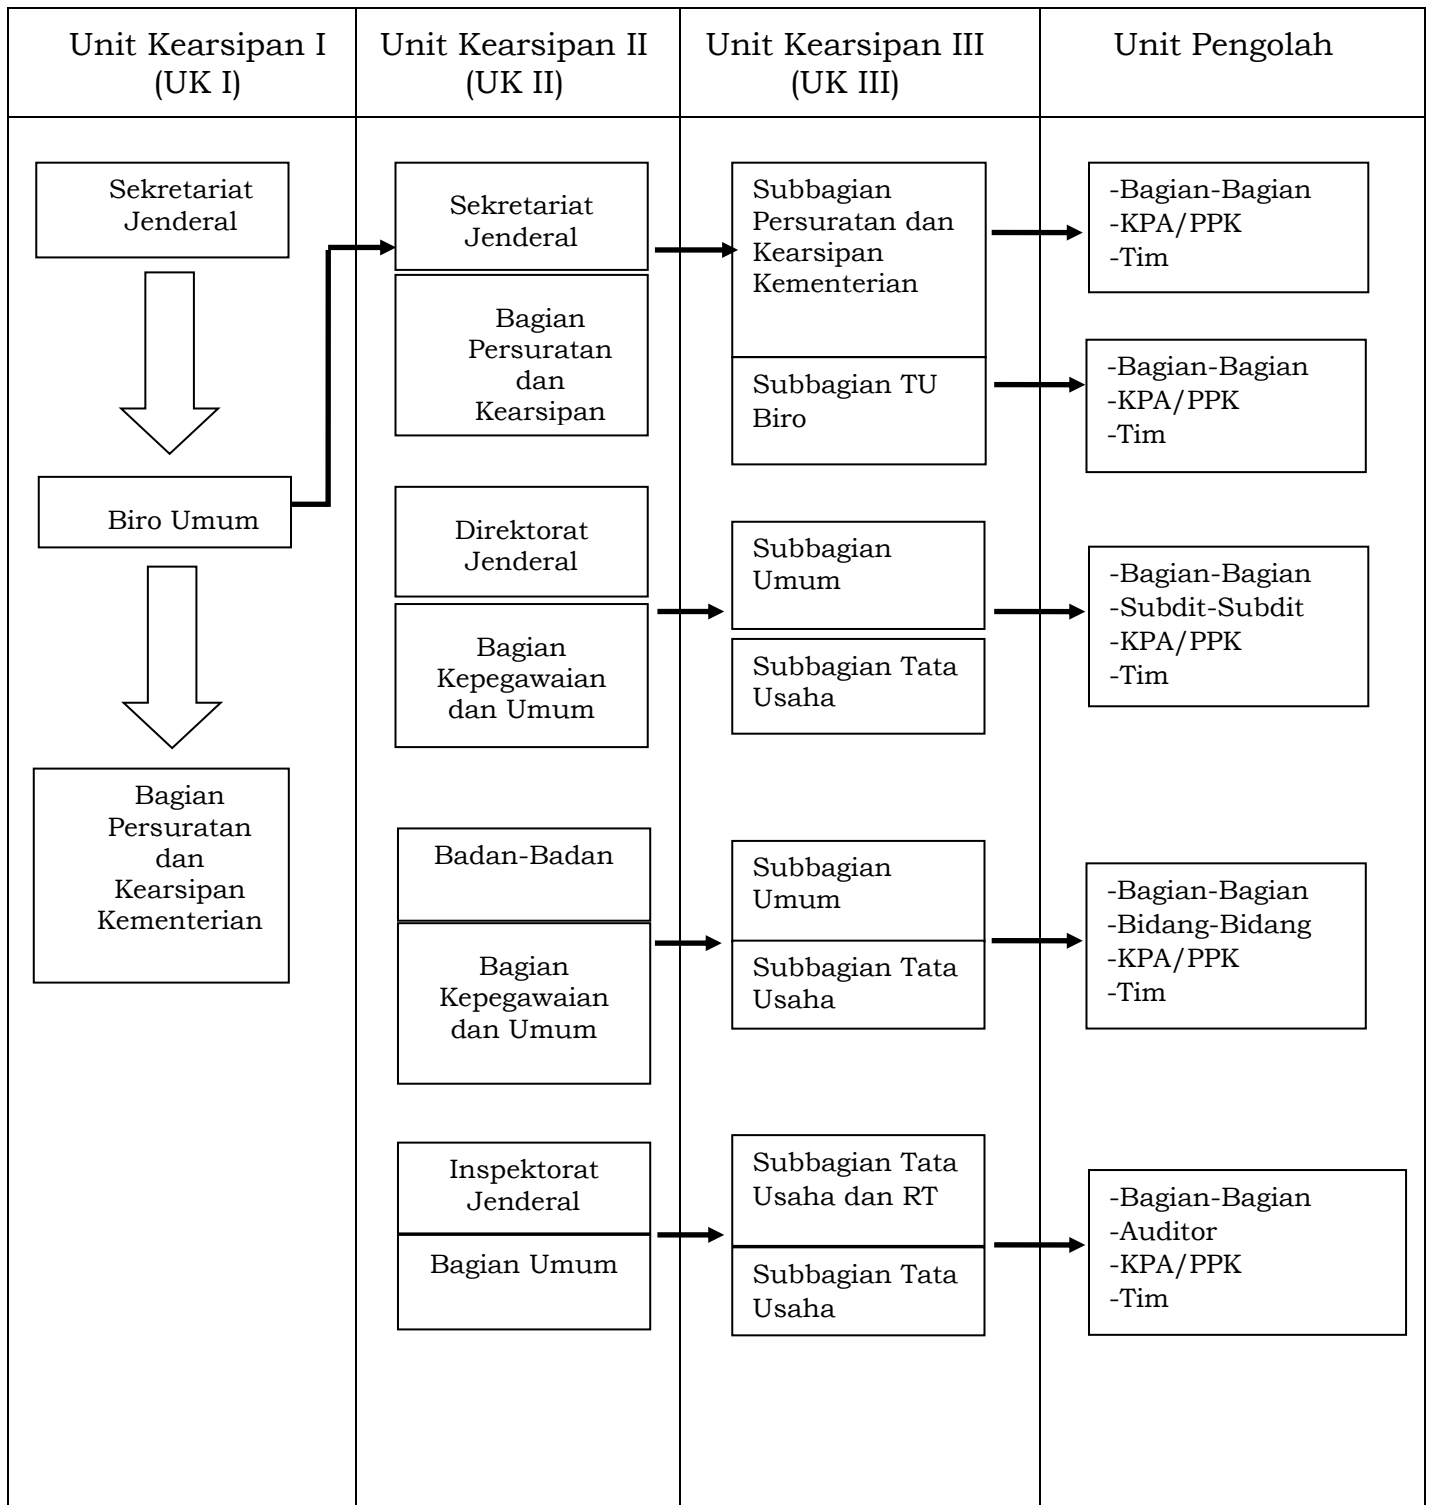 Unit Kearsipan I
(UK I)
Unit Kearsipan II
(UK II)
Unit Kearsipan III
(UK III)
Unit Pengolah
Sekretariat
Jenderal
Biro Umum
Bagian
Persuratan
dan
Kearsipan
Kementerian
Sekretariat
Jenderal
Bagian
Persuratan
dan
Kearsipan
Direktorat
Jenderal
Bagian
Kepegawaian
dan Umum
Badan-Badan
Bagian
Kepegawaian
dan Umum
Inspektorat
Jenderal
Bagian Umum
Subbagian
Persuratan dan
Kearsipan
Kementerian
Subbagian TU
Biro
Subbagian
Umum
Subbagian Tata
Usaha
Subbagian
Umum
Subbagian Tata
Usaha
Subbagian Tata
Usaha dan RT
Subbagian Tata
Usaha
-Bagian-Bagian
-KPA/PPK
-Tim
-Bagian-Bagian
-KPA/PPK
-Tim
-Bagian-Bagian
-Subdit-Subdit
-KPA/PPK
-Tim
-Bagian-Bagian
-Bidang-Bidang
-KPA/PPK
-Tim
-Bagian-Bagian
-Auditor
-KPA/PPK
-Tim